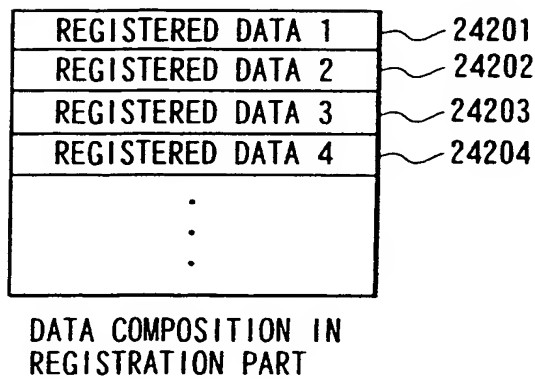 REGISTERED DATA 1 24201
REGISTERED DATA 2 24202
REGISTERED DATA 3 24203
REGISTERED DATA 4 24204
DATA COMPOSITION IN
REGISTRATION PART